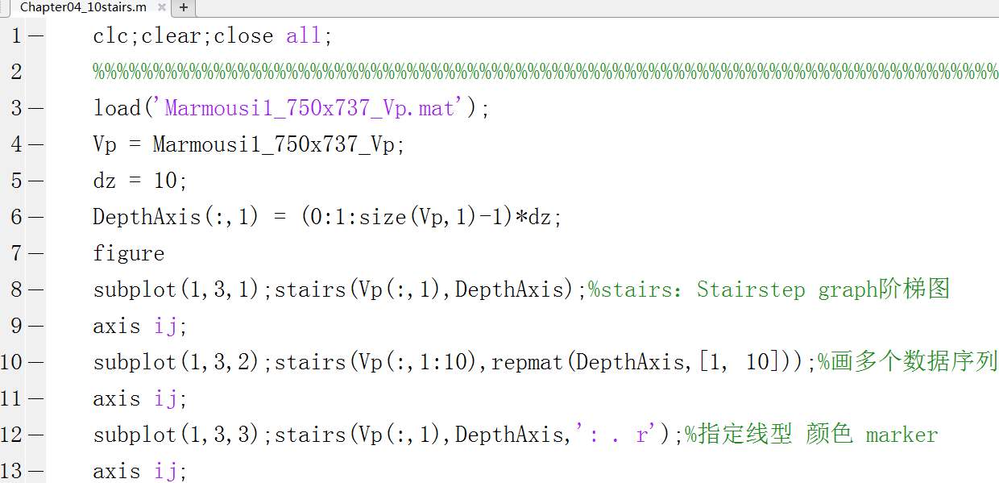 Chapter04_10stairs.m × +
1 — clc;clear;close all;
2 %%%%%%%%%%%%%%%%%%%%%%%%%%%%%%%%%%%%%%%%%%%%%%%%%%%%%%%%%%%%%%%%%%%%%%%%%%%
3 — load('Marmousi1_750x737_Vp.mat');
4 — Vp = Marmousi1_750x737_Vp;
5 — dz = 10;
6 — DepthAxis(:,1) = (0:1:size(Vp,1)-1)*dz;
7 — figure
8 — subplot(1,3,1);stairs(Vp(:,1),DepthAxis);%stairs：Stairstep graph阶梯图
9 — axis ij;
10 — subplot(1,3,2);stairs(Vp(:,1:10),repmat(DepthAxis,[1, 10]));%画多个数据序列
11 — axis ij;
12 — subplot(1,3,3);stairs(Vp(:,1),DepthAxis,': . r');%指定线型 颜色 marker
13 — axis ij;